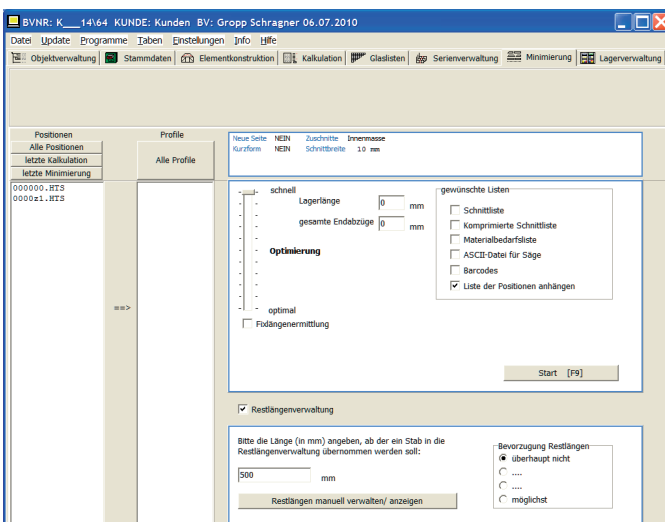 BVNR: K___14\64 KUNDE: Kunden BV: Gropp Schragner 06.07.2010
Datei Update Programme Taben Einstellungen Info Hilfe
Objektverwaltung Stammdaten Elementkonstruktion Kalkulation Glaslisten Serienverwaltung Minimierung Lagerverwaltung
Positionen
Alle Positionen
letzte Kalkulation
letzte Minimierung
000000.HTS
0000z1.HTS
==>
Profile
Alle Profile
Neue Seite NEIN Zuschnitte Innenmasse
Kurzform NEIN Schnittbreite 10 mm
schnell
Lagerlänge 0 mm
gesamte Endabzüge 0 mm
Optimierung
optimal
Fixlängenermittlung
gewünschte Listen
Schnittliste
Komprimierte Schnittliste
Materialbedarfsliste
ASCII-Datei für Säge
Barcodes
Liste der Positionen anhängen
Start [F9]
Restlängenverwaltung
Bitte die Länge (in mm) angeben, ab der ein Stab in die
Restlängenverwaltung übernommen werden soll:
500 mm
Restlängen manuell verwalten/ anzeigen
Bevorzugung Restlängen
überhaupt nicht
....
....
möglichst